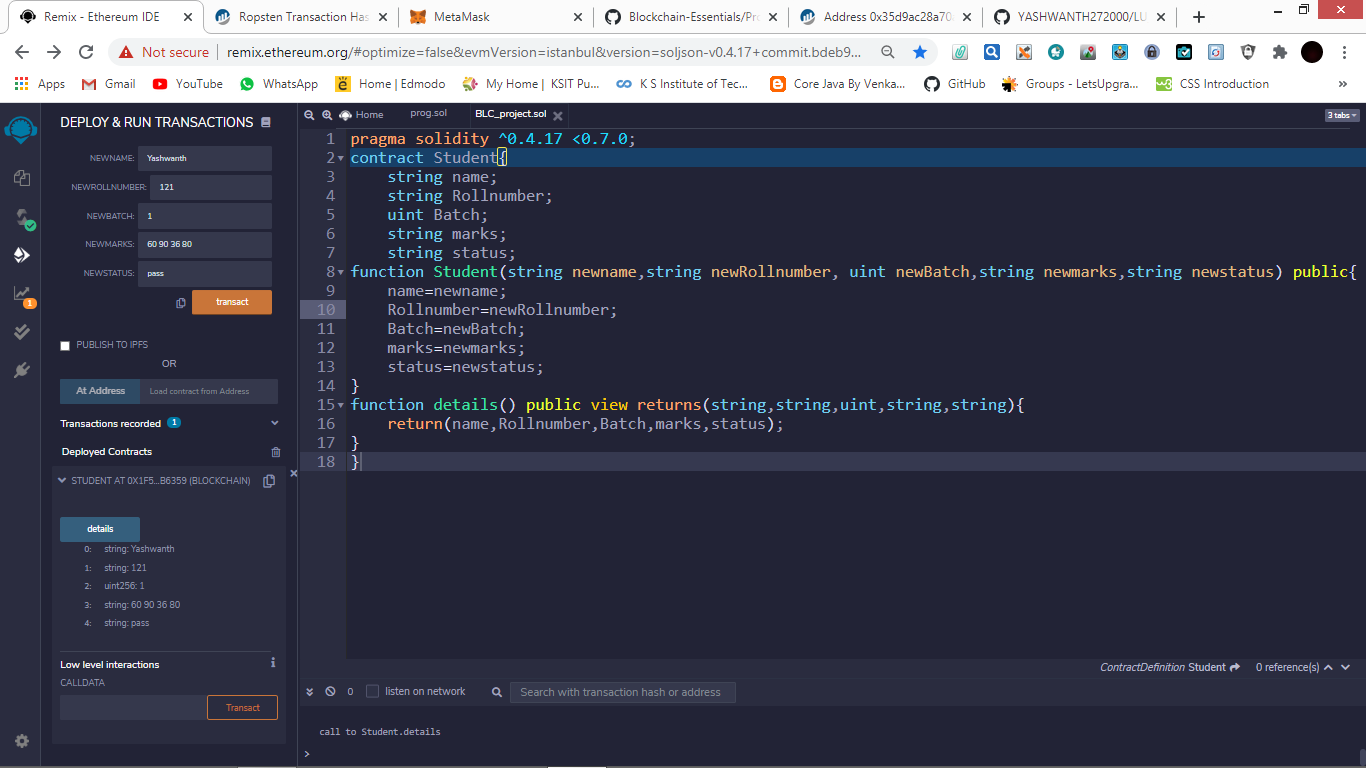 Remix - Ethereum IDE
Ropsten Transaction Has
MetaMask
Blockchain-Essentials/Pro
Address 0x35d9ac28a70
YASHWANTH272000/LU
Not secure
remix.ethereum.org/#optimize=false&evmVersion=istanbul&version=soljson-v0.4.17+commit.bdeb9...
Apps
Gmail
YouTube
WhatsApp
Home | Edmodo
My Home | KSIT Pu...
K S Institute of Tec...
Core Java By Venka...
GitHub
Groups - LetsUpgra...
CSS Introduction
»
DEPLOY & RUN TRANSACTIONS
NEWNAME: Yashwanth
NEWROLLNUMBER: 121
NEWBATCH: 1
NEWMARKS: 60 90 36 80
NEWSTATUS: pass
transact
PUBLISH TO IPFS
OR
At Address Load contract from Address
Transactions recorded 1
Deployed Contracts
STUDENT AT 0X1F5...B6359 (BLOCKCHAIN)
details
0: string: Yashwanth
1: string: 121
2: uint256: 1
3: string: 60 90 36 80
4: string: pass
Low level interactions
CALLDATA
Transact
1
Home
prog.sol
BLC_project.sol
3 tabs
1 pragma solidity ^0.4.17 <0.7.0;
2 contract Student{
3 string name;
4 string Rollnumber;
5 uint Batch;
6 string marks;
7 string status;
8 function Student(string newname,string newRollnumber, uint newBatch,string newmarks,string newstatus) public{
9 name=newname;
10 Rollnumber=newRollnumber;
11 Batch=newBatch;
12 marks=newmarks;
13 status=newstatus;
14 }
15 function details() public view returns(string,string,uint,string,string){
16 return(name,Rollnumber,Batch,marks,status);
17 }
18 }
ContractDefinition Student 0 reference(s)
0 listen on network Search with transaction hash or address
call to Student.details
>